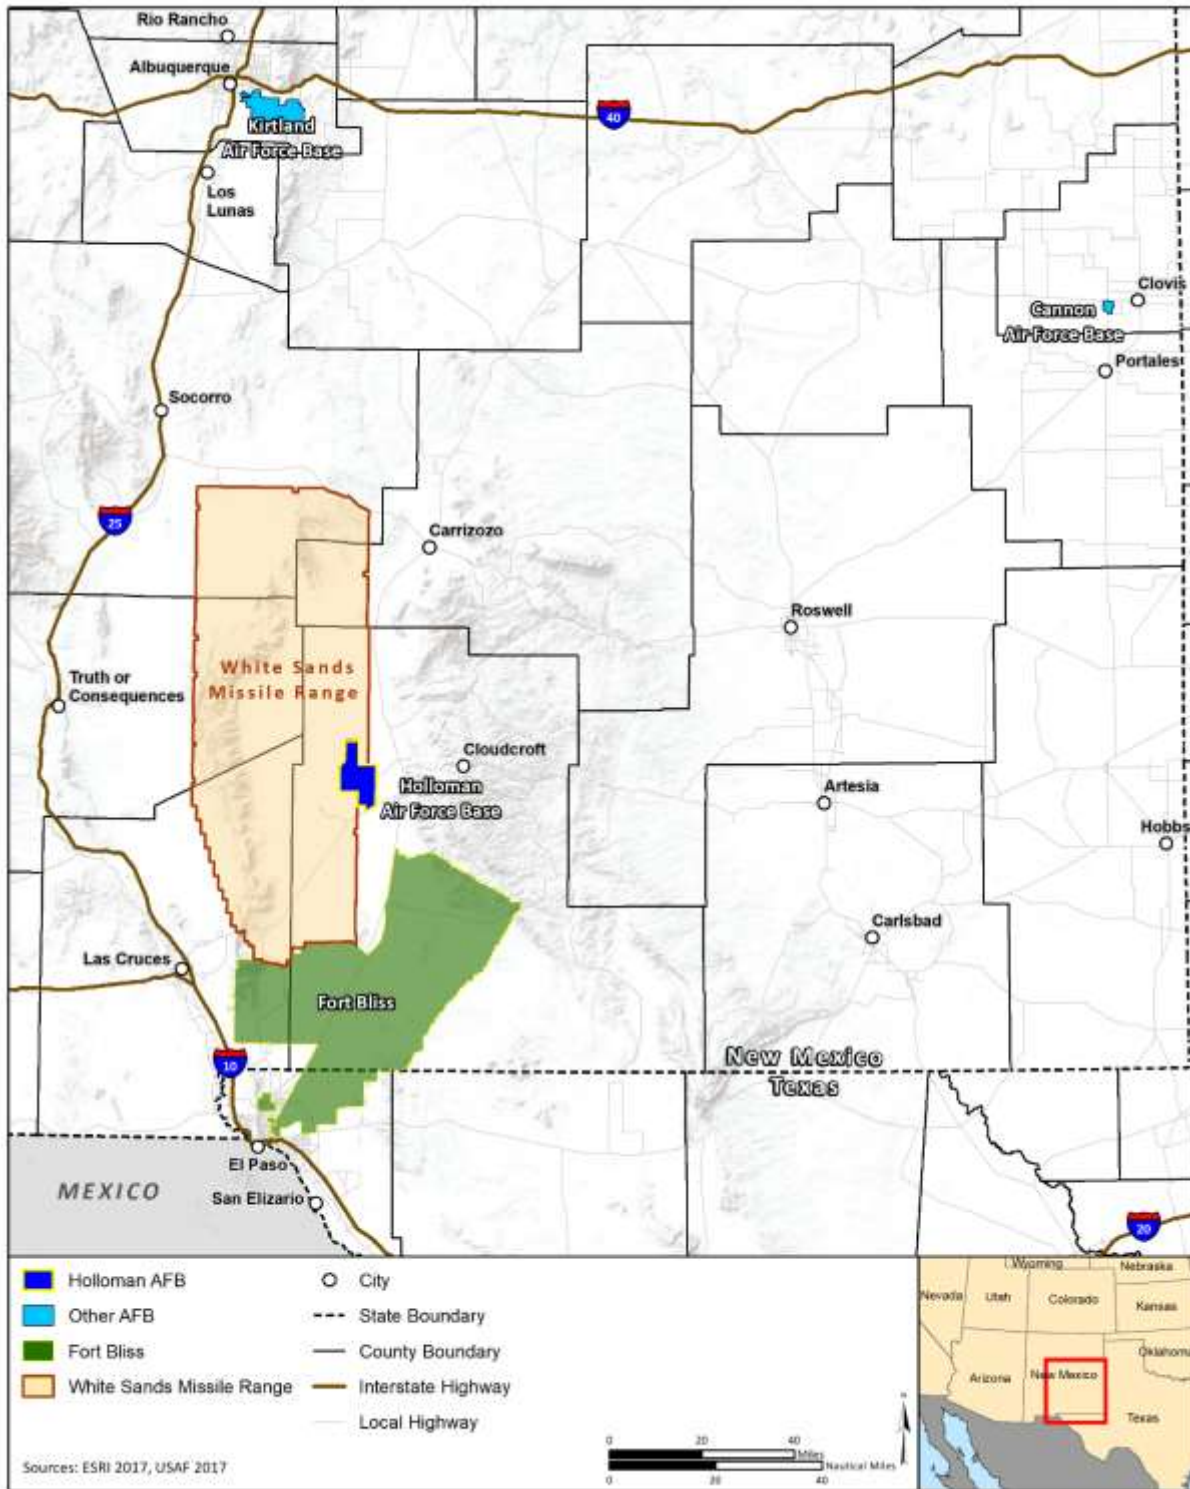 Rio Rancho
Albuquerque
Kirtland
Air Force Base
40
Los
Lunas
Clovis
Cannon
Air Force Base
Portales
Socorro
25
Carrizozo
Roswell
White Sands
Missile Range
Truth or
Consequences
Cloudcroft
Holloman
Air Force Base
Artesia
Hobbs
Carlsbad
Las Cruces
Fort Bliss
New Mexico
Texas
10
El Paso
MEXICO
San Elizario
20
Holloman AFB
Other AFB
Fort Bliss
White Sands Missile Range
City
State Boundary
County Boundary
Interstate Highway
Local Highway
Sources: ESRI 2017, USAF 2017
N
0 20 40
Miles
Nautical Miles
0 20 40
Wyoming
Nebraska
Nevada
Utah
Colorado
Kansas
Oklahoma
Arizona
New Mexico
Texas